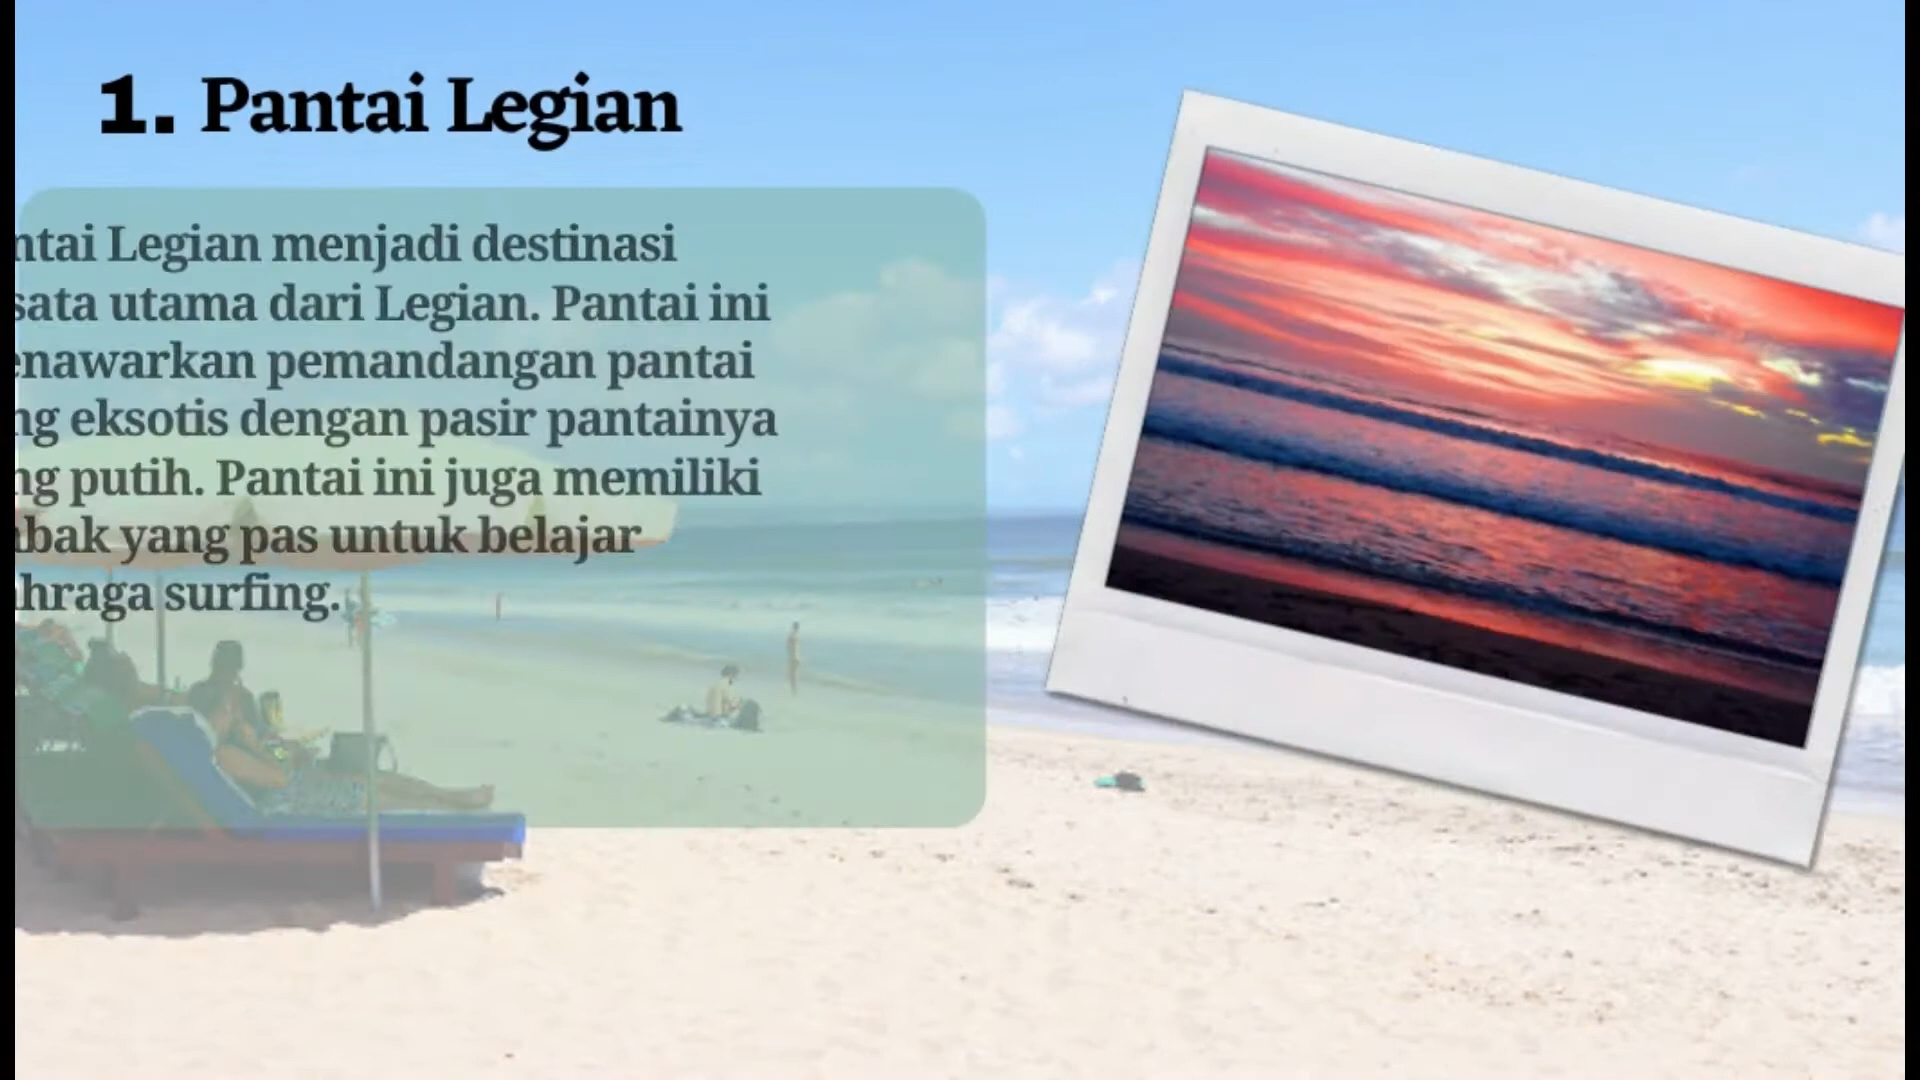 1. Pantai Legian
ntai Legian menjadi destinasi
sata utama dari Legian. Pantai ini
enawarkan pemandangan pantai
ng eksotis dengan pasir pantainya
ng putih. Pantai ini juga memiliki
bak yang pas untuk belajar
hraga surfing.